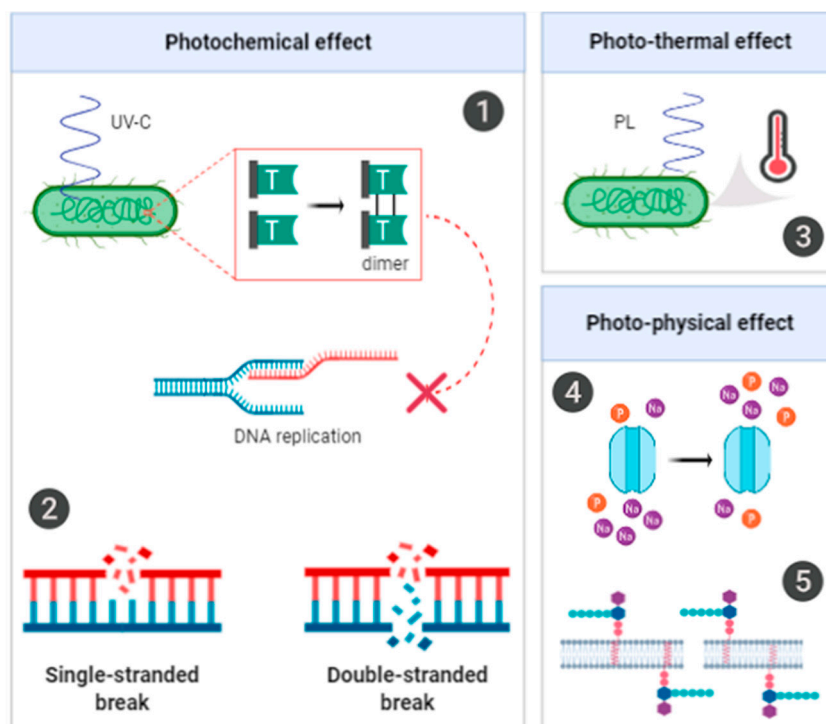 Photochemical effect
1
UV-C
T
T
T
T
dimer
DNA replication
2
Single-stranded
break
Double-stranded
break
Photo-thermal effect
PL
3
Photo-physical effect
4
P
Na
P
Na
Na
Na
P
P
Na
Na
Na
Na
Na
P
5